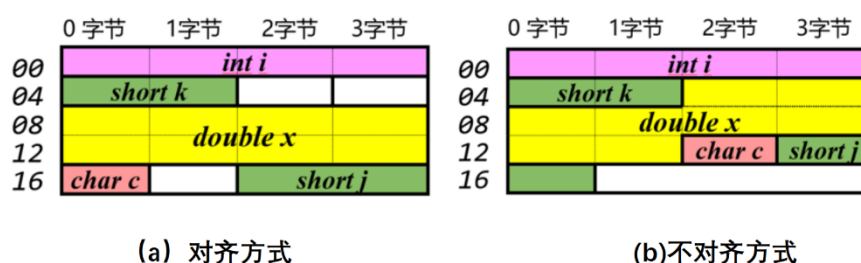 0 字节 1字节 2字节 3字节
00 int i
04 short k
08
double x
12
16 char c short j
(a) 对齐方式
0 字节 1字节 2字节 3字节
00 int i
04 short k
08 double x
12 char c short j
16
(b)不对齐方式